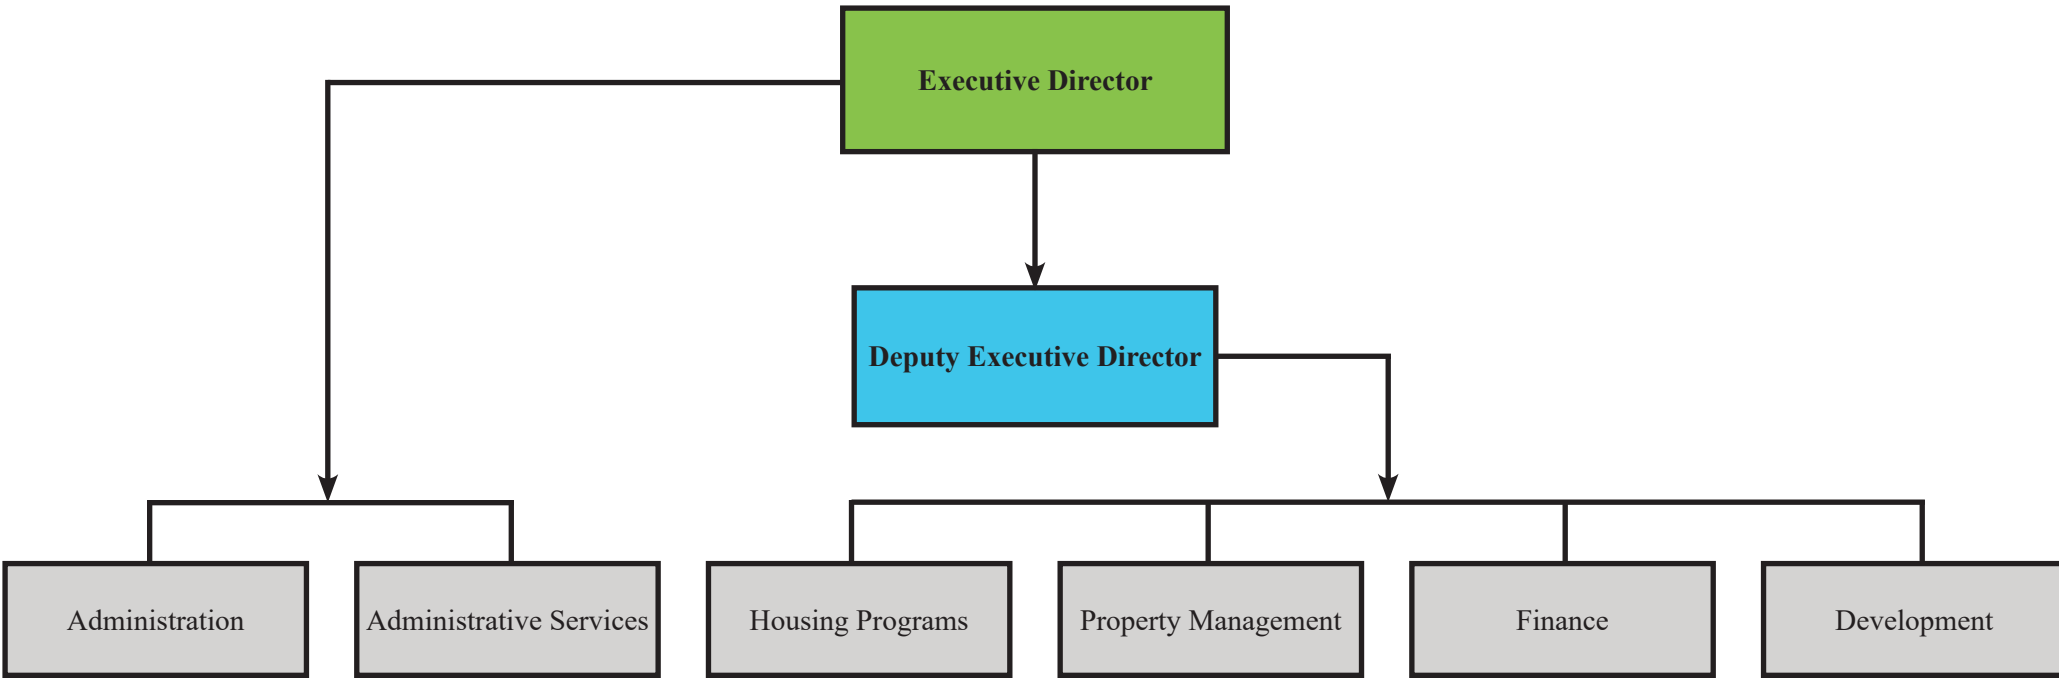 Executive Director
Deputy Executive Director
Administration
Administrative Services
Housing Programs
Property Management
Finance
Development